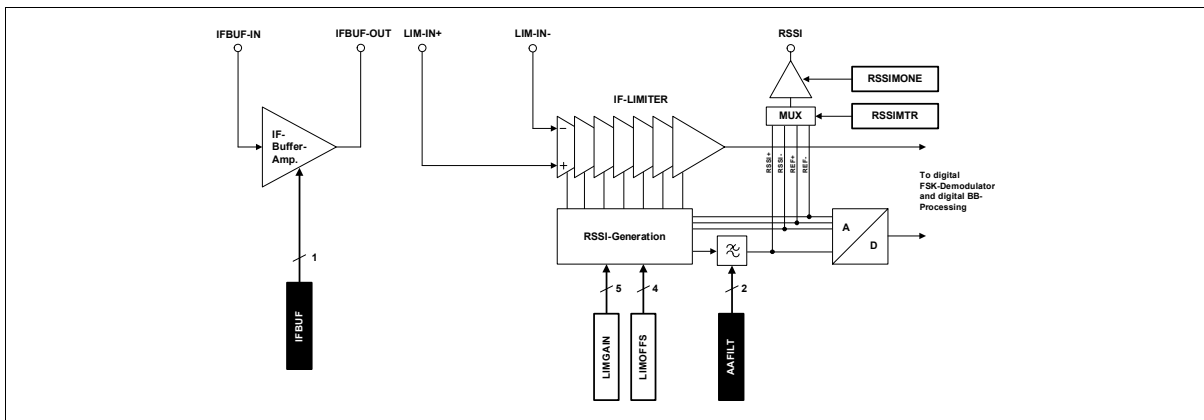 IFBUF-IN
IFBUF-OUT
LIM-IN+
LIM-IN-
RSSI
RSSIMONE
IF-LIMITER
MUX
RSSIMTR
IF-
Buffer-
Amp.
−
+
RSSI+
RSSI-
REF+
REF-
To digital
FSK-Demodulator
and digital BB-
Processing
RSSI-Generation
A
D
1
5
4
2
IFBUF
LIMGAIN
LIMOFFS
AAFILT